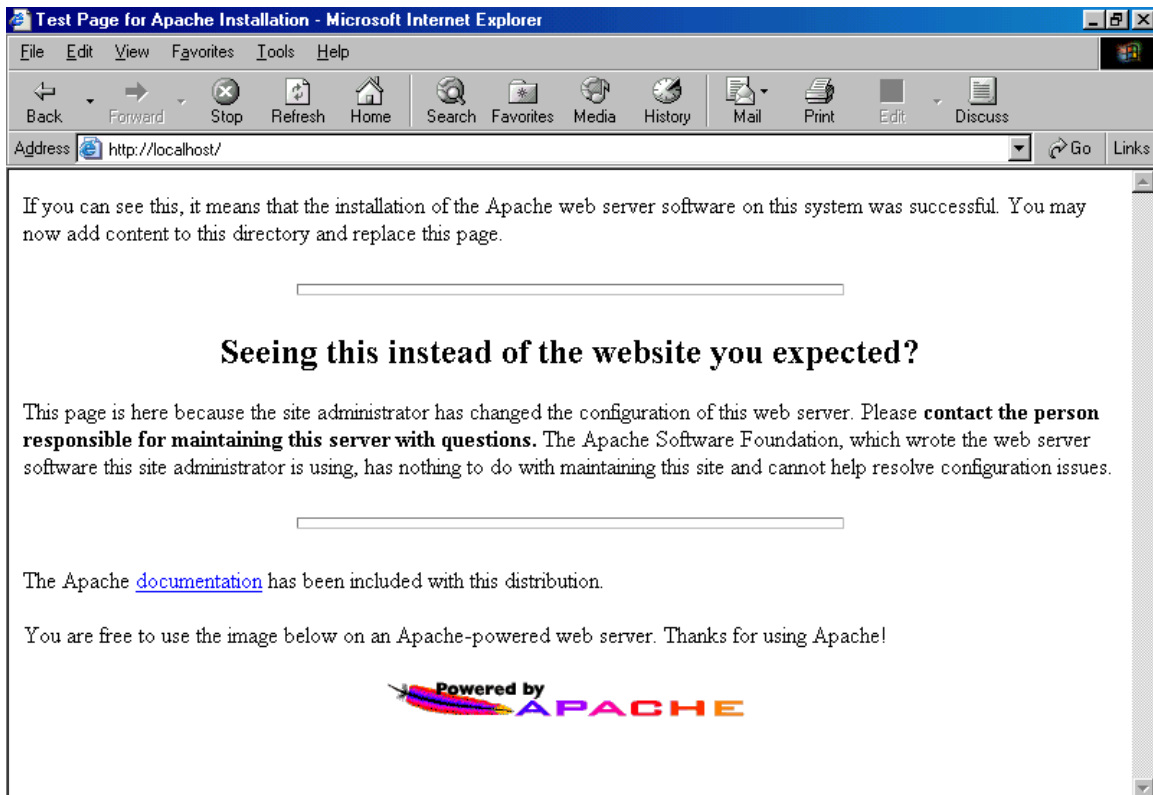 Test Page for Apache Installation - Microsoft Internet Explorer
File Edit View Favorites Tools Help
Back Forward Stop Refresh Home Search Favorites Media History Mail Print Edit Discuss
Address http://localhost/ Go Links
If you can see this, it means that the installation of the Apache web server software on this system was successful. You may
now add content to this directory and replace this page.
Seeing this instead of the website you expected?
This page is here because the site administrator has changed the configuration of this web server. Please contact the person
responsible for maintaining this server with questions. The Apache Software Foundation, which wrote the web server
software this site administrator is using, has nothing to do with maintaining this site and cannot help resolve configuration issues.
The Apache documentation has been included with this distribution.
You are free to use the image below on an Apache-powered web server. Thanks for using Apache!
Powered by
APACHE